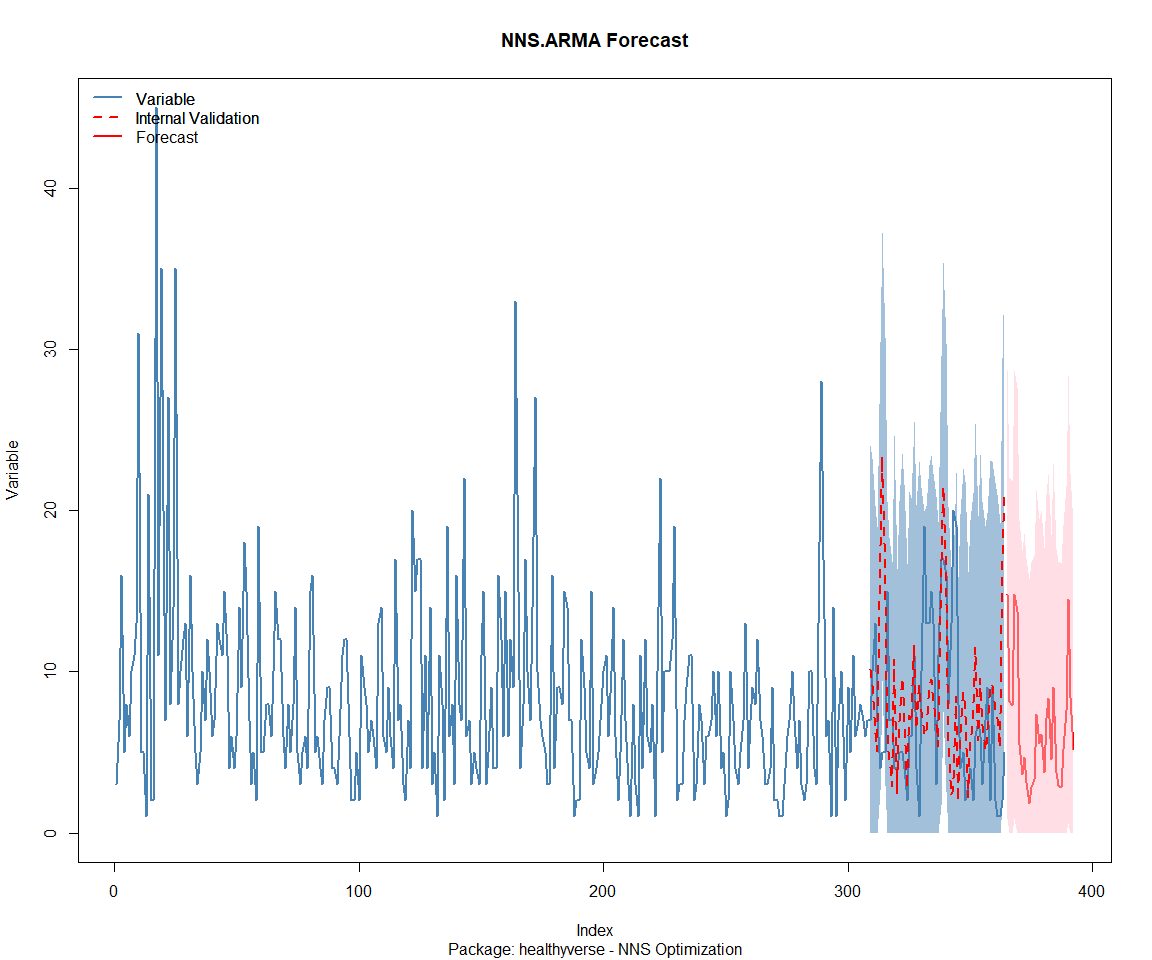 NNS.ARMA Forecast
Variable
Internal Validation
Forecast
40
30
20
10
0
Variable
0
100
200
300
400
Index
Package: healthyverse - NNS Optimization